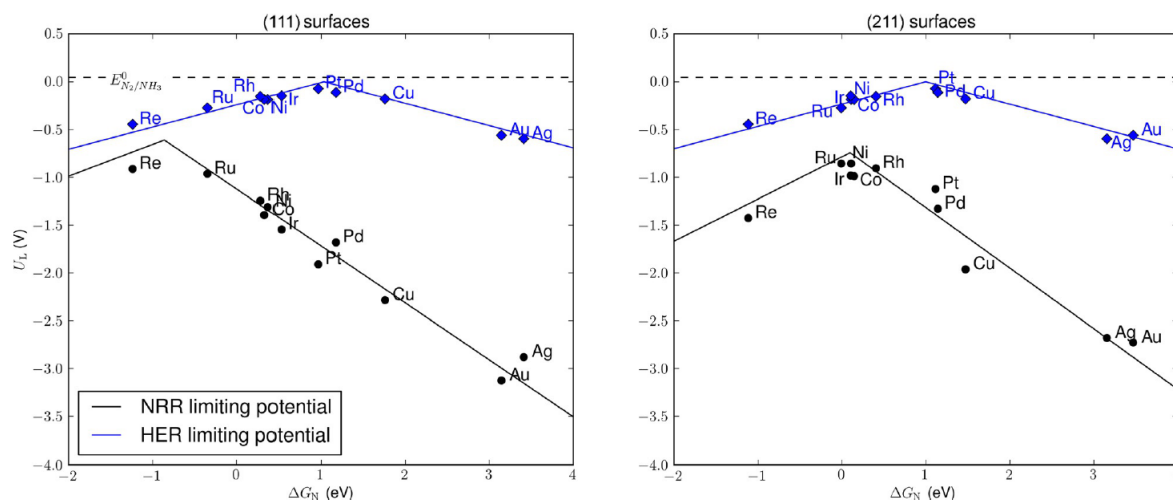 (111) surfaces
0.5
0.0
−0.5
−1.0
−1.5
−2.0
−2.5
−3.0
−3.5
−4.0
U_L (V)
E^0_{N_2/NH_3}
Re
Ru
Rh
Co
Ni
Ir
Pt
Pd
Cu
Au
Ag
Re
Ru
Rh
Ni
Co
Ir
Pd
Pt
Cu
Ag
Au
NRR limiting potential
HER limiting potential
−2
−1
0
1
2
3
4
ΔG_N (eV)
(211) surfaces
0.5
0.0
−0.5
−1.0
−1.5
−2.0
−2.5
−3.0
−3.5
−4.0
Re
Ru
Ir
Ni
Co
Rh
Pt
Pd
Cu
Ag
Au
Re
Ru
Ni
Ir
Co
Rh
Pt
Pd
Cu
Ag
Au
−2
−1
0
1
2
3
ΔG_N (eV)